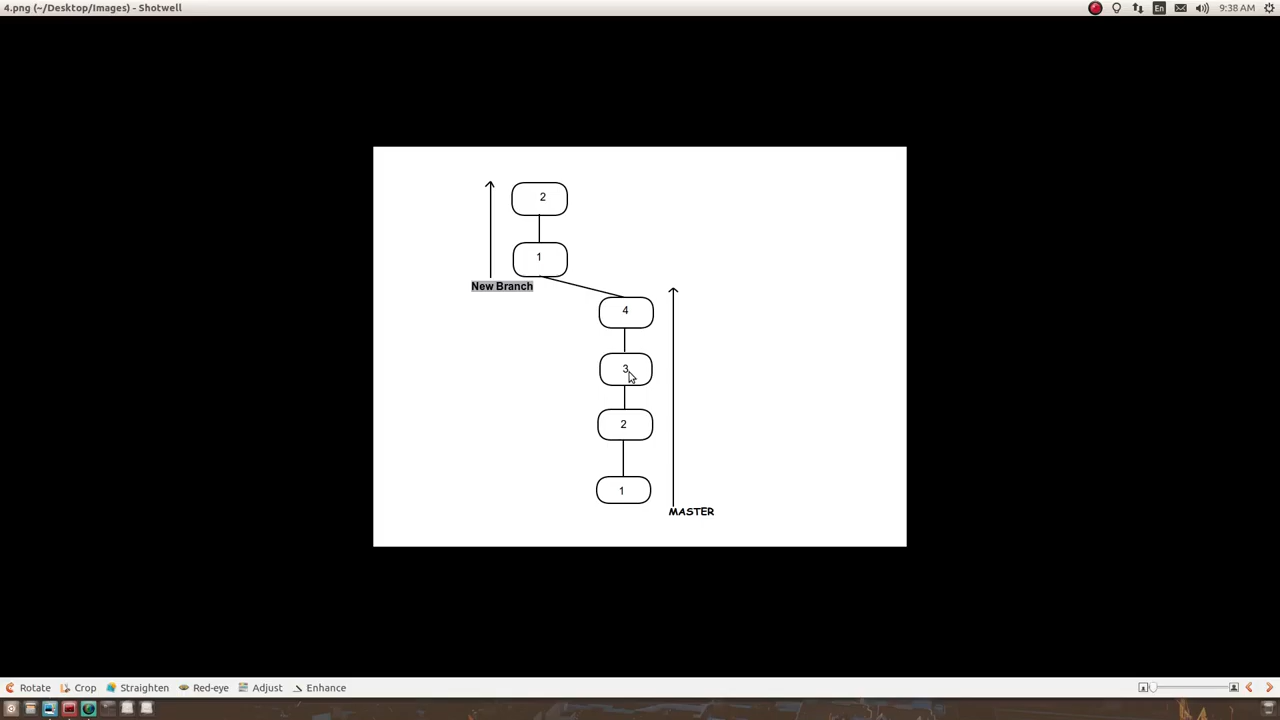 4.png (~/Desktop/Images) - Shotwell
En
9:38 AM
2
1
New Branch
4
3
2
1
MASTER
Rotate
Crop
Straighten
Red-eye
Adjust
Enhance